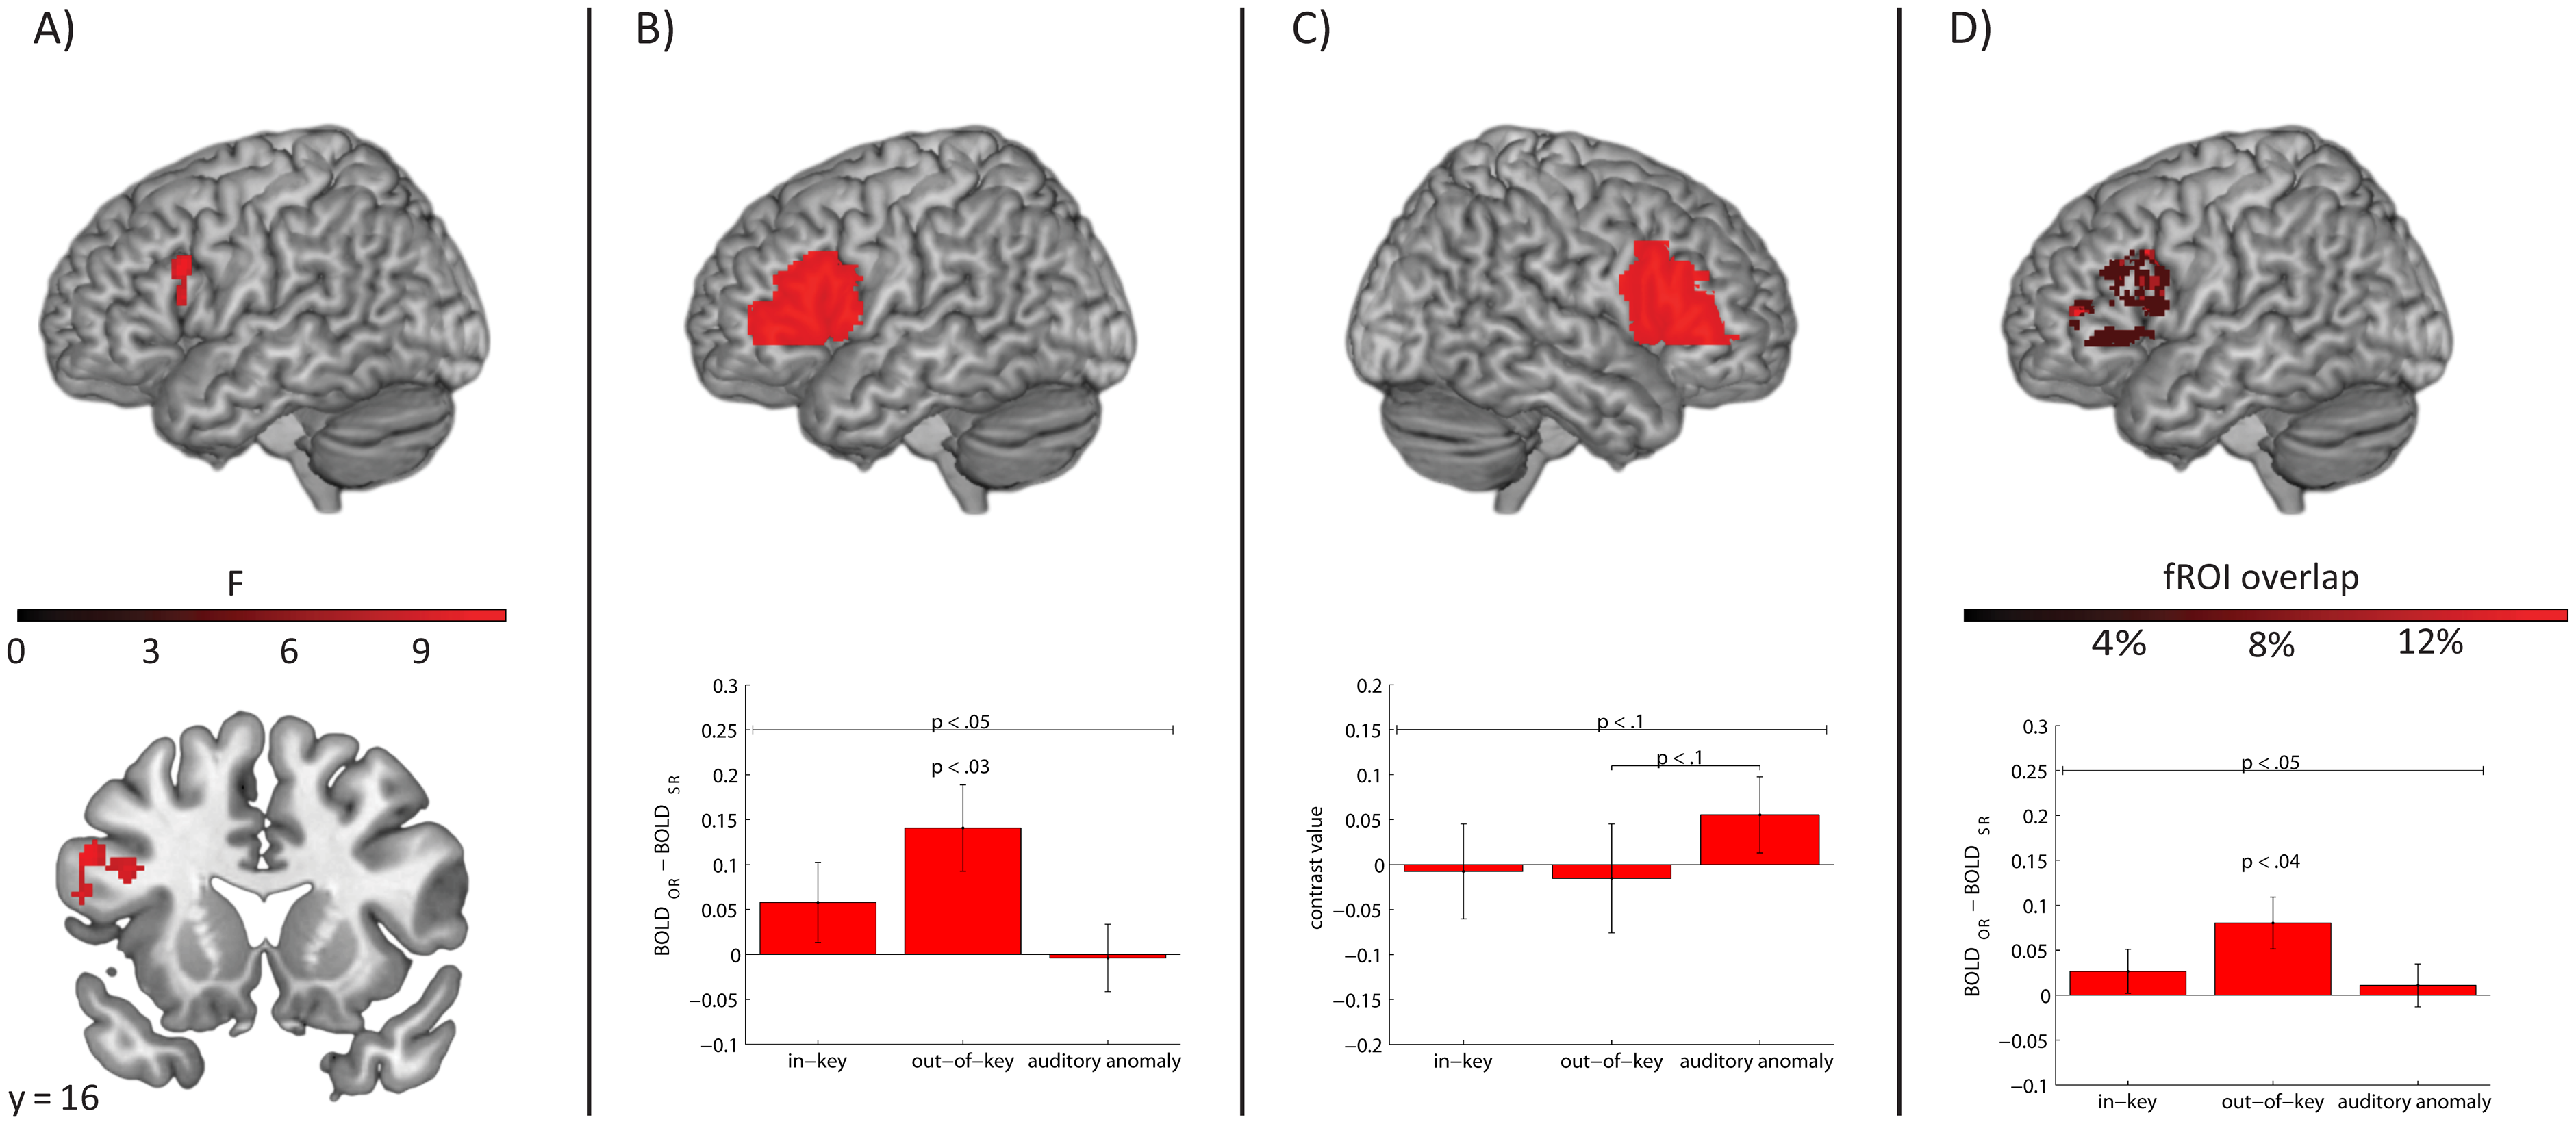 A)
F
0 3 6 9
y = 16
B)
0.3
0.25
0.2
0.15
0.1
0.05
0
−0.05
−0.1
BOLD OR − BOLD SR
p < .05
p < .03
in−key out−of−key auditory anomaly
C)
0.2
0.15
0.1
0.05
0
−0.05
−0.1
−0.15
−0.2
contrast value
p < .1
p < .1
in−key out−of−key auditory anomaly
D)
fROI overlap
4% 8% 12%
0.3
0.25
0.2
0.15
0.1
0.05
0
−0.05
−0.1
BOLD OR − BOLD SR
p < .05
p < .04
in−key out−of−key auditory anomaly